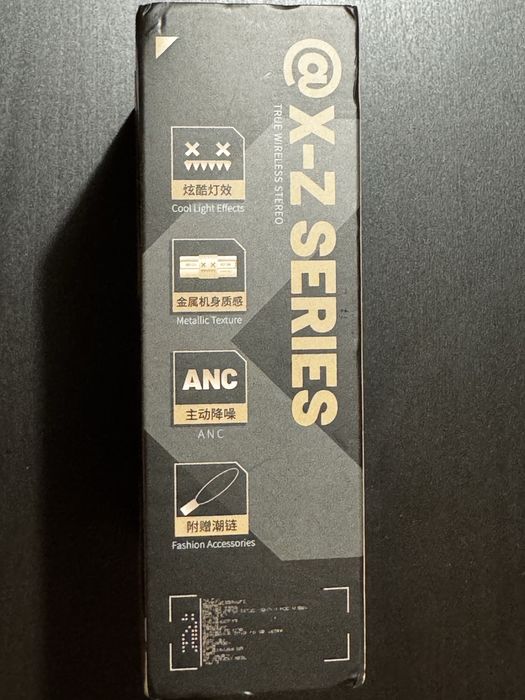 @X-Z SERIES
TRUE WIRELESS STEREO
炫酷灯效
Cool Light Effects
金属机身质感
Metallic Texture
ANC
主动降噪
ANC
附赠潮链
Fashion Accessories